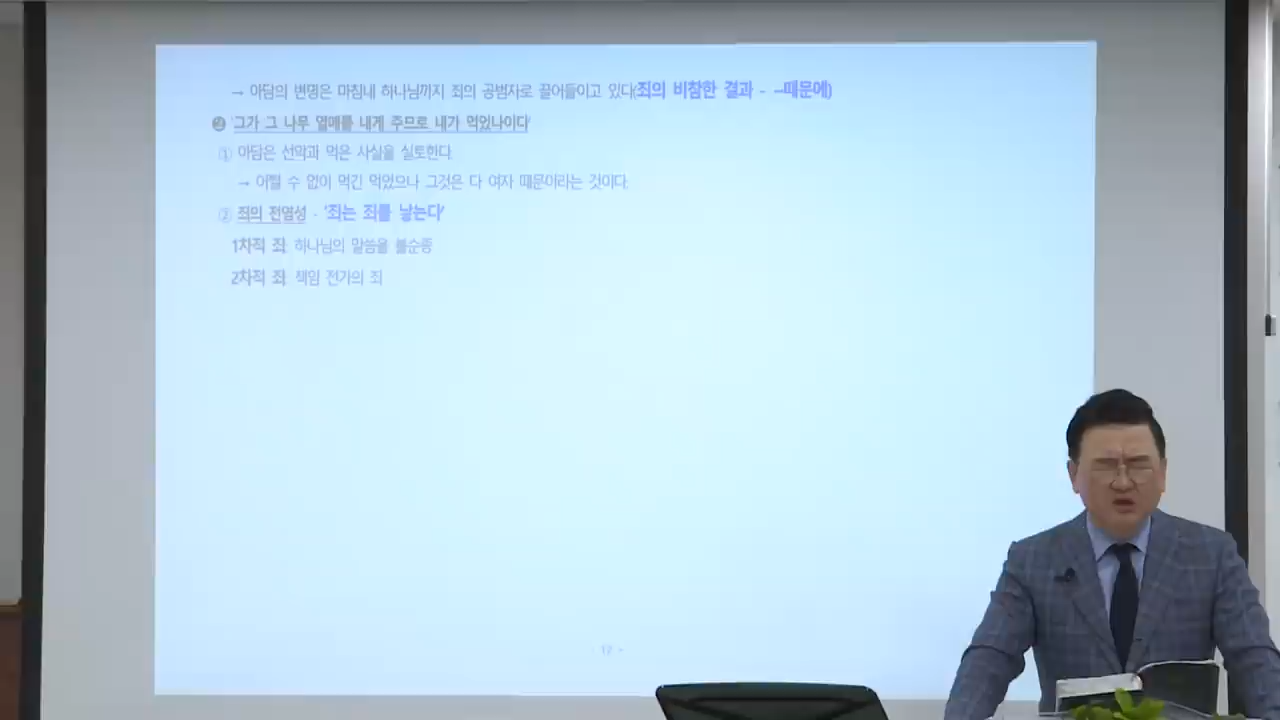 → 아담의 변명은 마침내 하나님까지 죄의 공범자로 끌어들이고 있다(죄의 비참한 결과 - ~때문에)
❷ '그가 그 나무 열매를 내게 주므로 내가 먹었나이다'
① 아담은 선악과 먹은 사실을 실토한다.
→ 어쩔 수 없이 먹긴 먹었으나 그것은 다 여자 때문이라는 것이다.
② 죄의 전염성 - '죄는 죄를 낳는다'
1차적 죄: 하나님의 말씀을 불순종
2차적 죄: 책임 전가의 죄
- 12 -